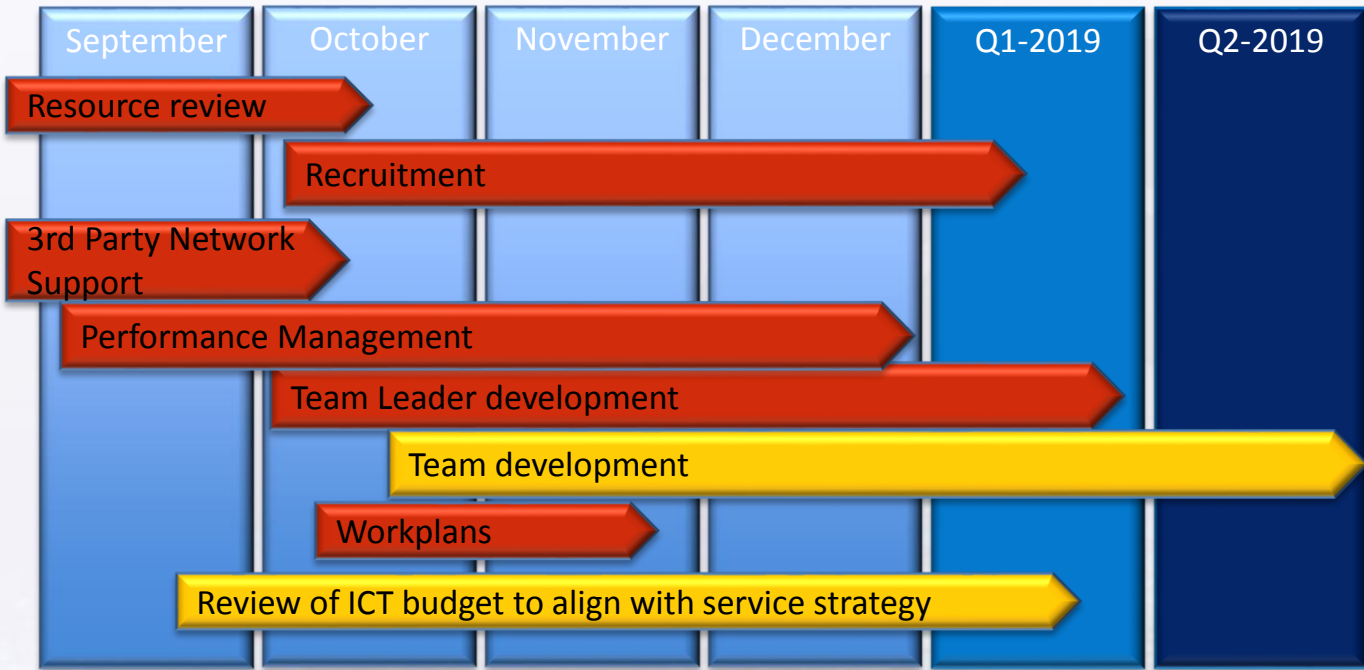 September
October
November
December
Q1-2019
Q2-2019
Resource review
Recruitment
3rd Party Network
Support
Performance Management
Team Leader development
Team development
Workplans
Review of ICT budget to align with service strategy